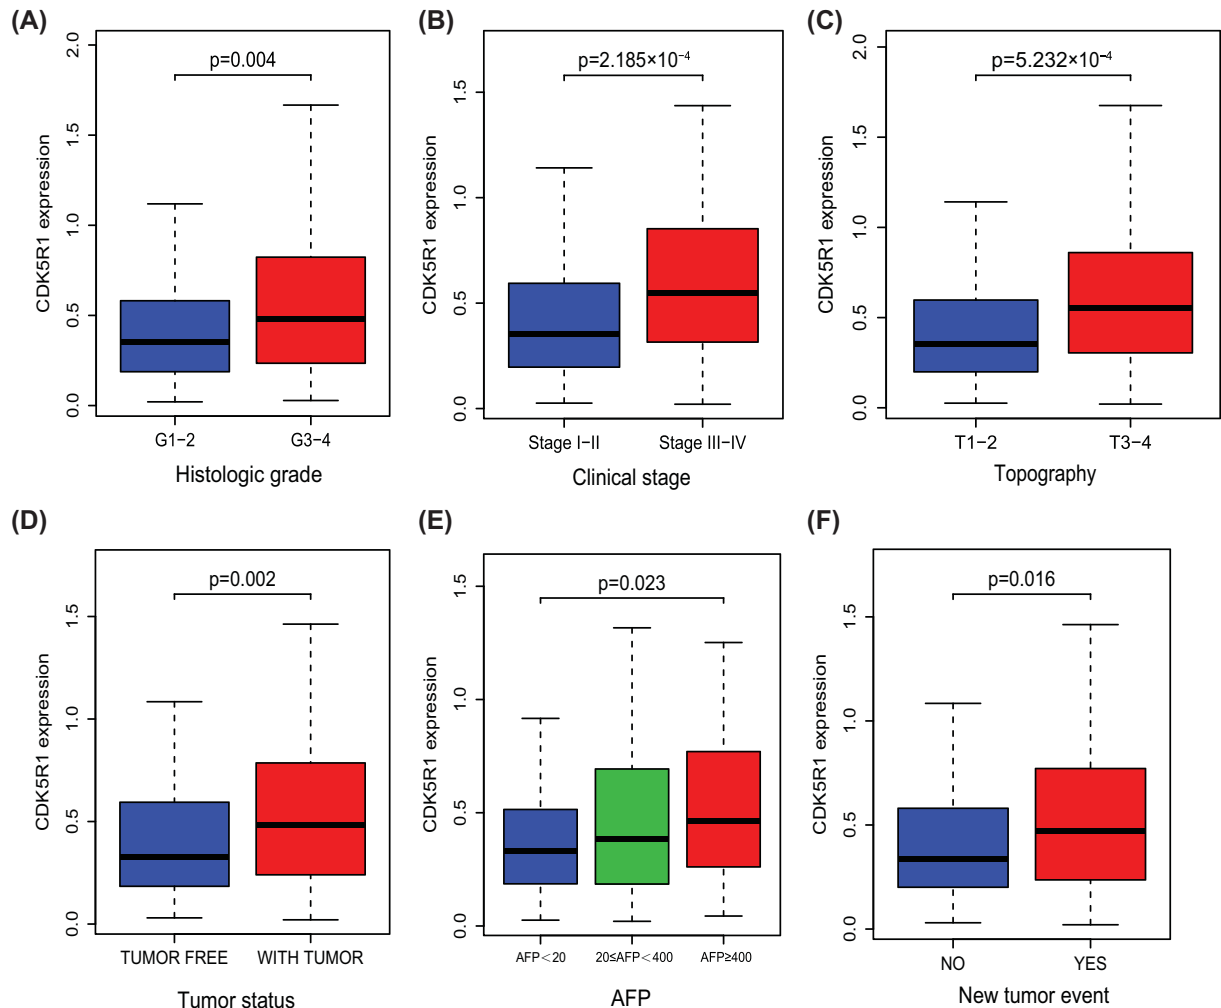 (A)
2.0
1.5
1.0
0.5
0.0
CDK5R1 expression
p=0.004
G1−2
G3−4
Histologic grade
(B)
1.5
1.0
0.5
0.0
CDK5R1 expression
p=2.185×10⁻⁴
Stage I−II
Stage III−IV
Clinical stage
(C)
2.0
1.5
1.0
0.5
0.0
CDK5R1 expression
p=5.232×10⁻⁴
T1−2
T3−4
Topography
(D)
1.5
1.0
0.5
0.0
CDK5R1 expression
p=0.002
TUMOR FREE
WITH TUMOR
Tumor status
(E)
1.5
1.0
0.5
0.0
CDK5R1 expression
p=0.023
AFP<20
20≤AFP<400
AFP≥400
AFP
(F)
1.5
1.0
0.5
0.0
CDK5R1 expression
p=0.016
NO
YES
New tumor event